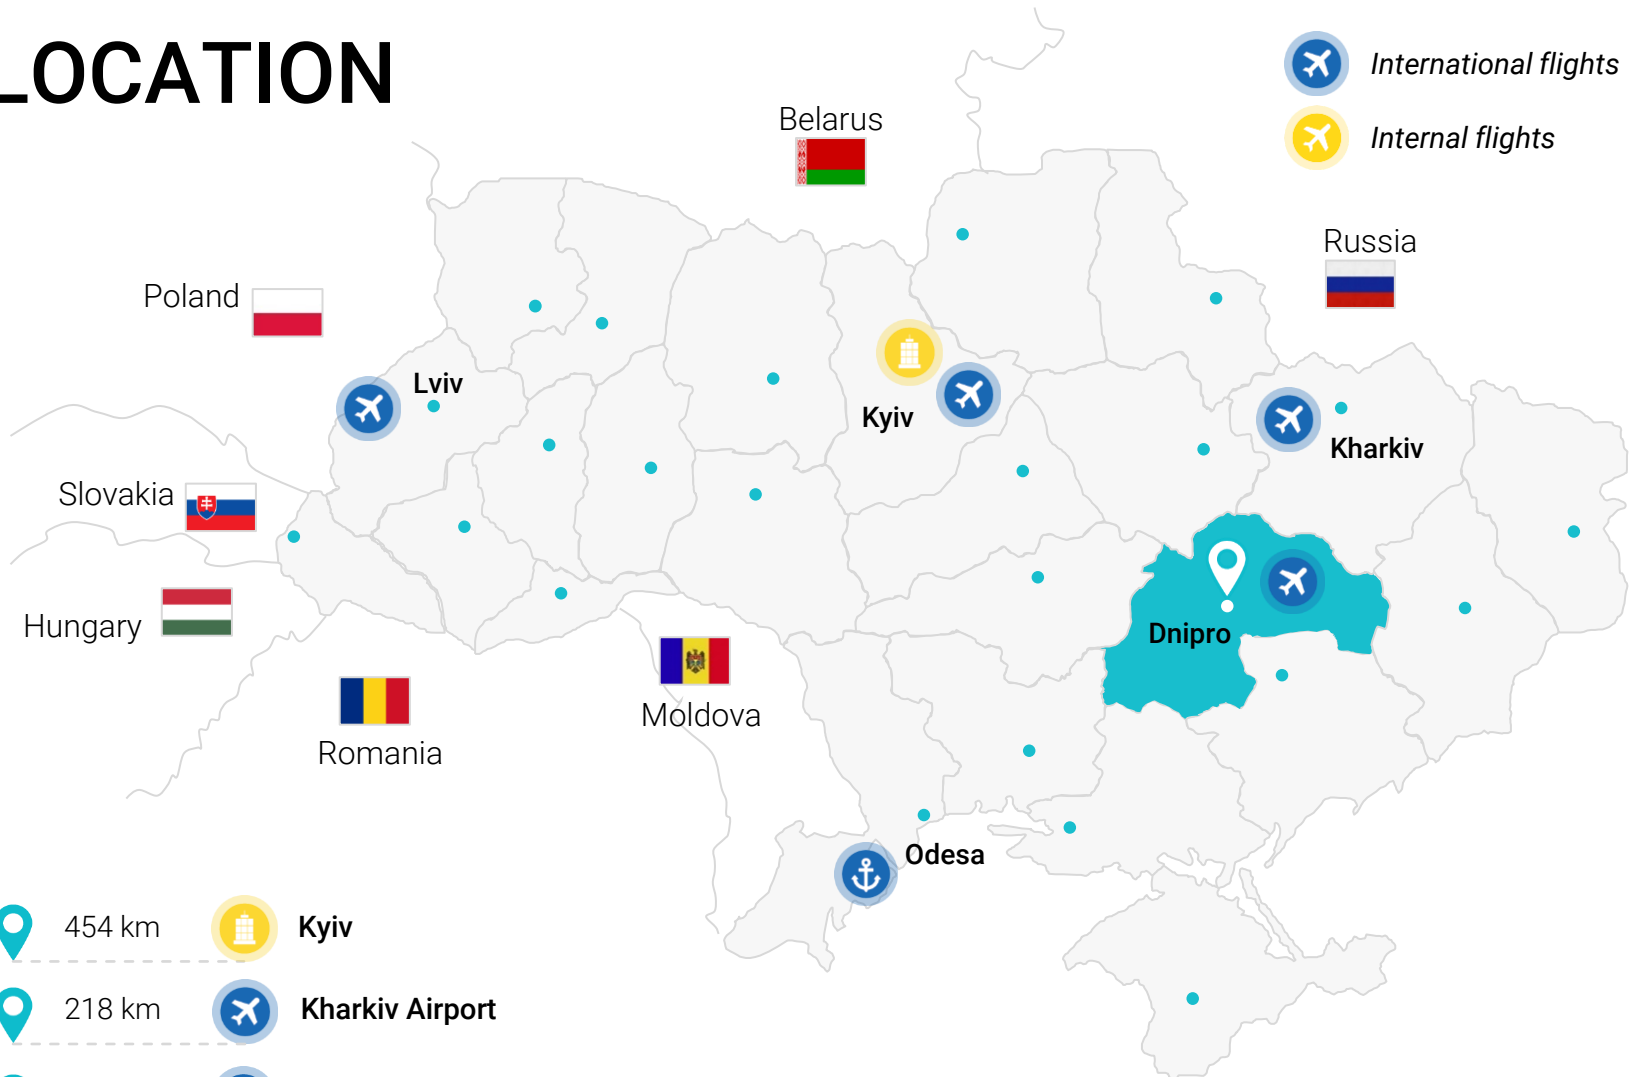 LOCATION
International flights
Internal flights
Belarus
Russia
Poland
Lviv
Kyiv
Kharkiv
Slovakia
Hungary
Dnipro
Moldova
Romania
Odesa
454 km Kyiv
218 km Kharkiv Airport